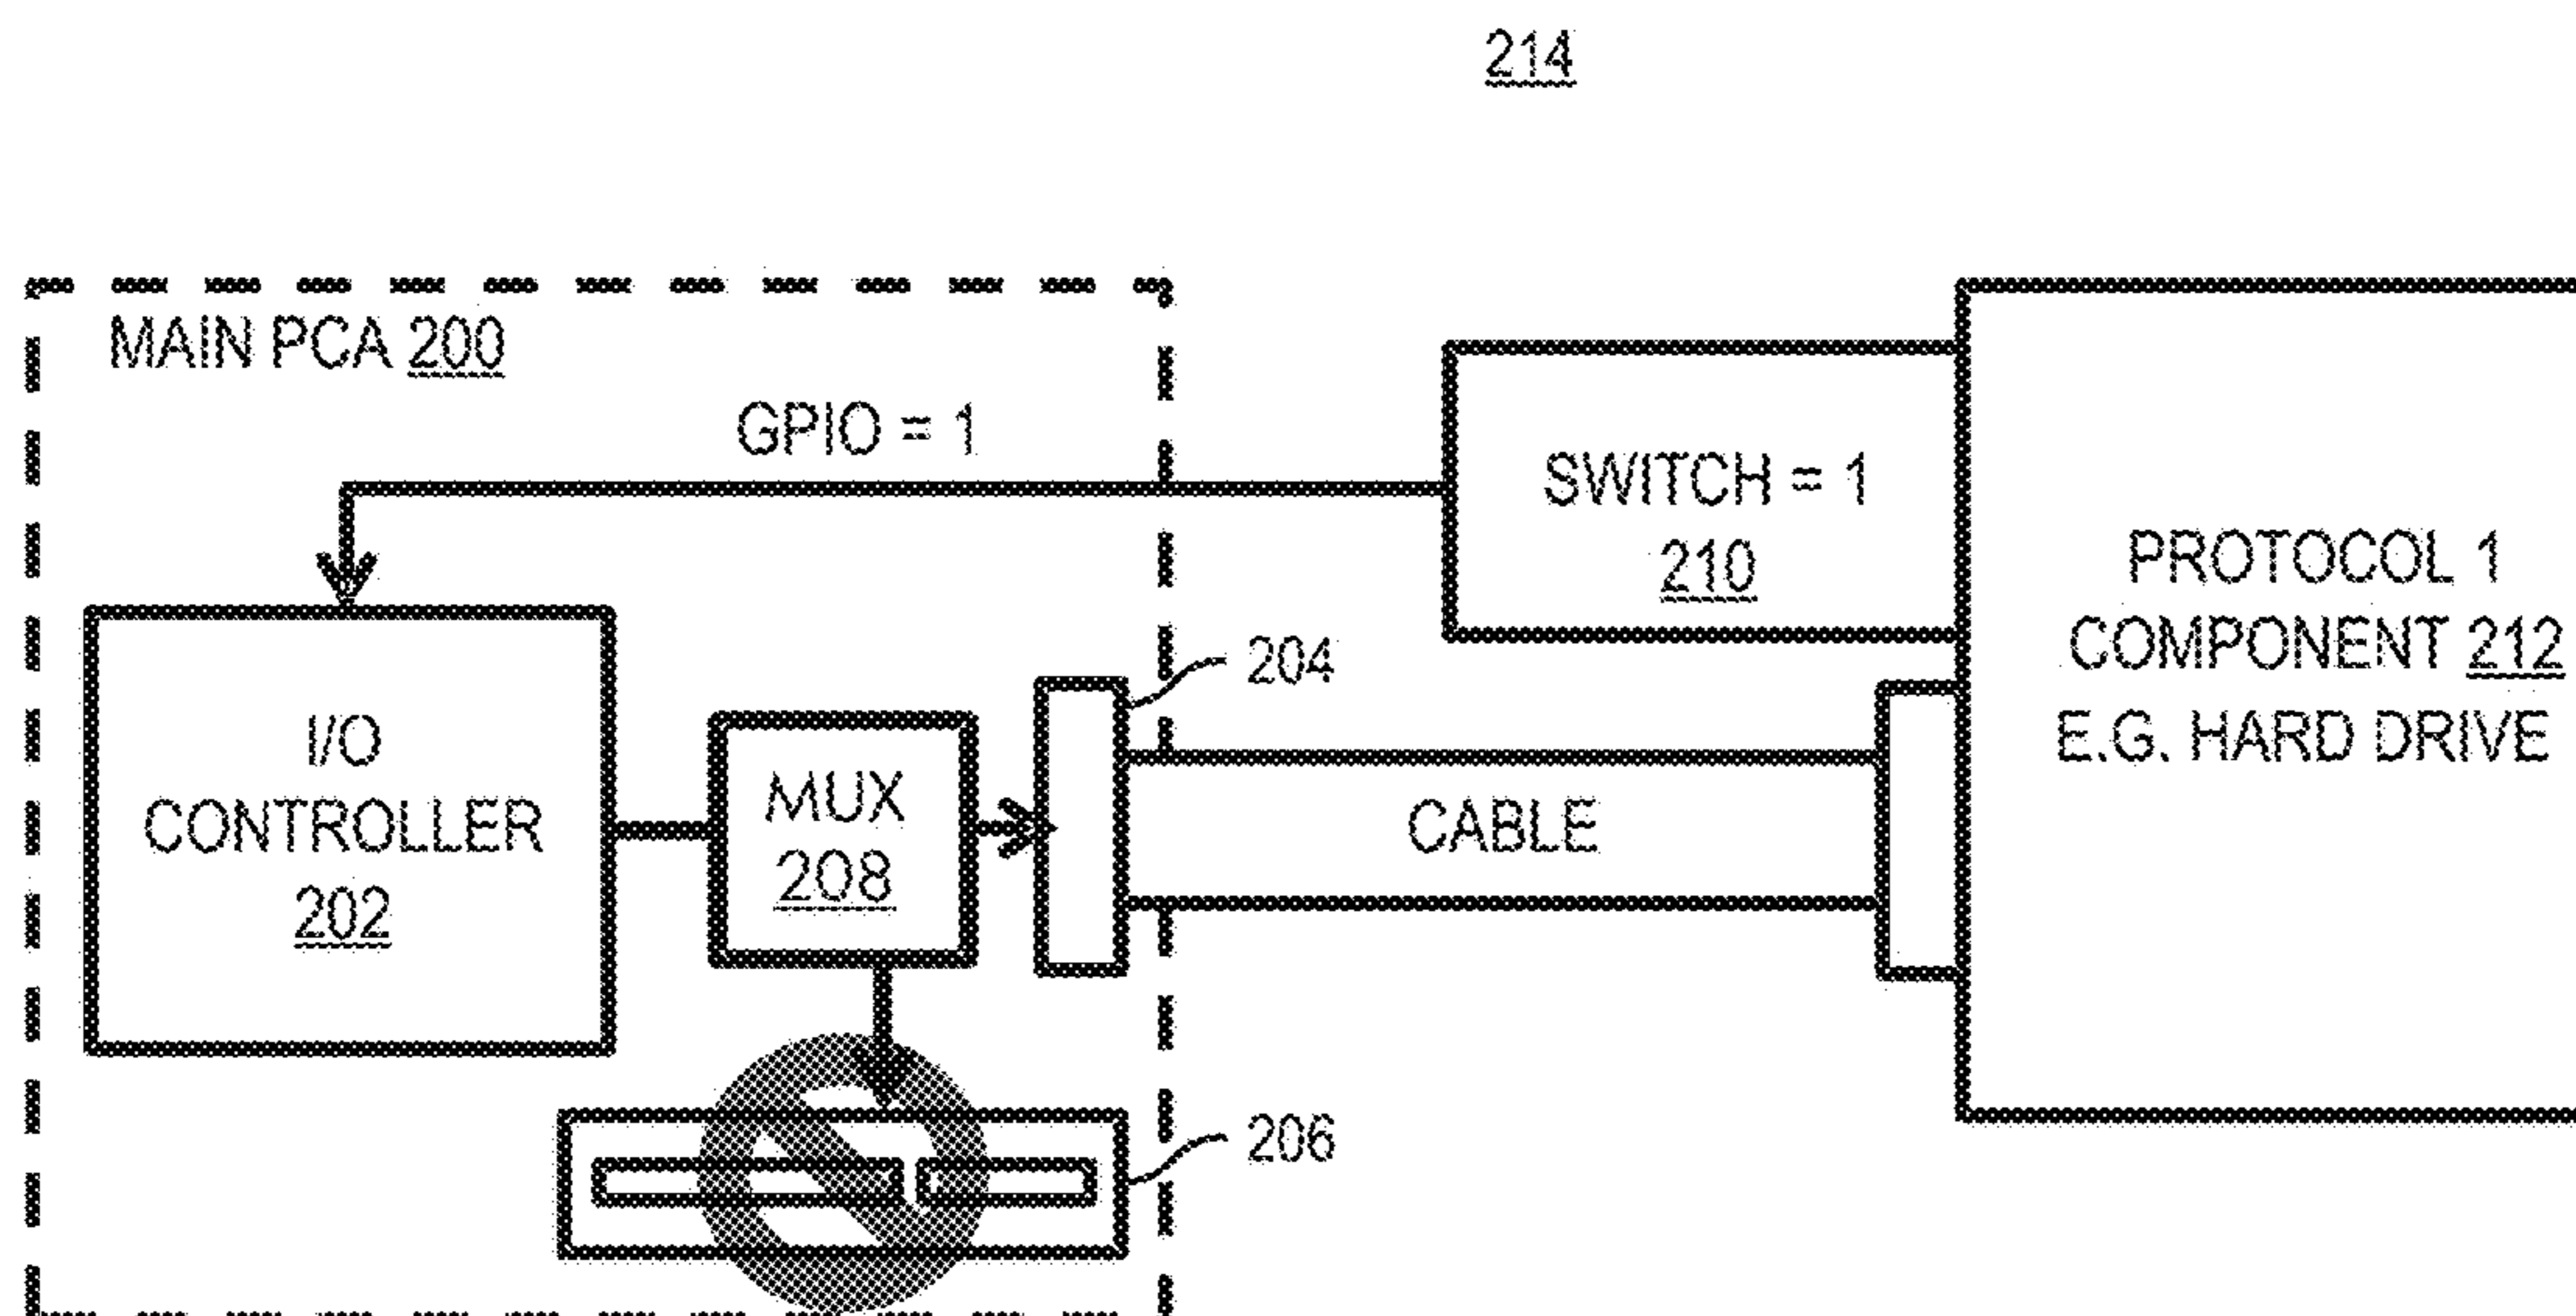 214
MAIN PCA 200
GPIO = 1
SWITCH = 1
210
PROTOCOL 1
COMPONENT 212
E.G. HARD DRIVE
204
I/O
CONTROLLER
202
MUX
208
CABLE
206